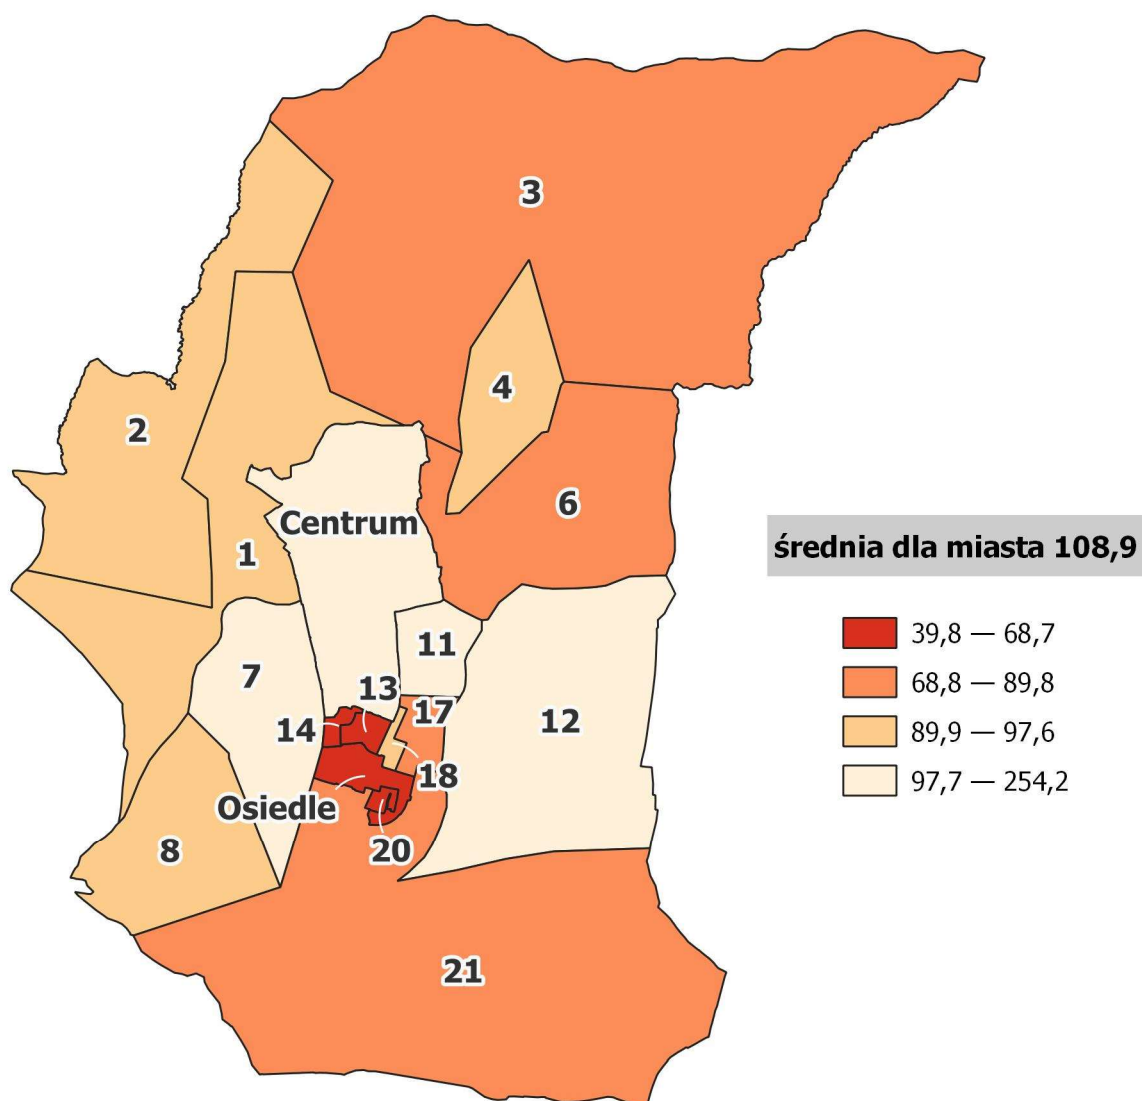 3
4
2
6
Centrum
1
średnia dla miasta 108,9
39,8 — 68,7
68,8 — 89,8
89,9 — 97,6
97,7 — 254,2
11
7
13
17
12
14
18
Osiedle
20
8
21